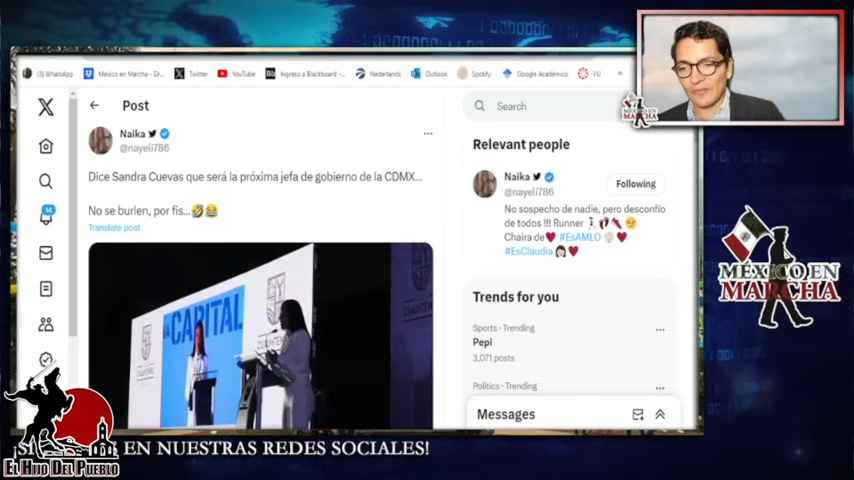 (3) WhatsApp
Mexico en Marcha - Dr...
Twitter
YouTube
Bb
Ingreso a Blackboard -...
Nederlands
Outlook
Spotify
Google Académico
VU
»
X
Post
Search
Naika
@nayeli786
Dice Sandra Cuevas que será la próxima jefa de gobierno de la CDMX...
No se burlen, por fis...🤣😂
Translate post
14
CAPITAL
Relevant people
Naika
@nayeli786
Following
No sospecho de nadie, pero desconfío
de todos !!! Runner
Chaira de♥ #EsAMLO ♥
#EsClaudia ♥
Trends for you
Sports · Trending
Pepi
3,071 posts
Politics · Trending
Messages
MÉXICO EN
MARCHA
MÉXICO EN
MARCHA
EN NUESTRAS REDES SOCIALES!
EL HIJO DEL PUEBLO